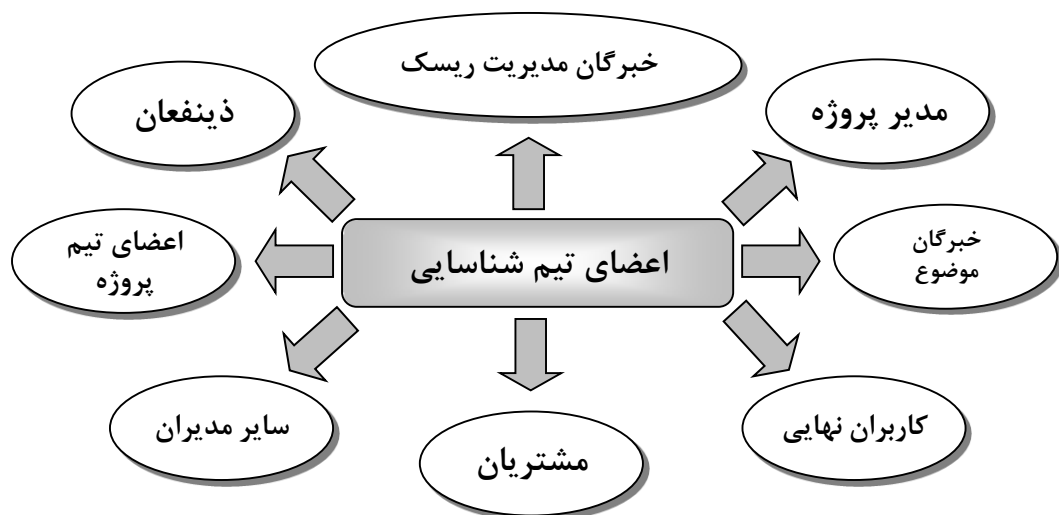 خبرگان مدیریت ریسک
مدیر پروژه
ذینفعان
خبرگان
موضوع
اعضای تیم شناسایی
اعضای تیم
پروژه
کاربران نهایی
مشتریان
سایر مدیران